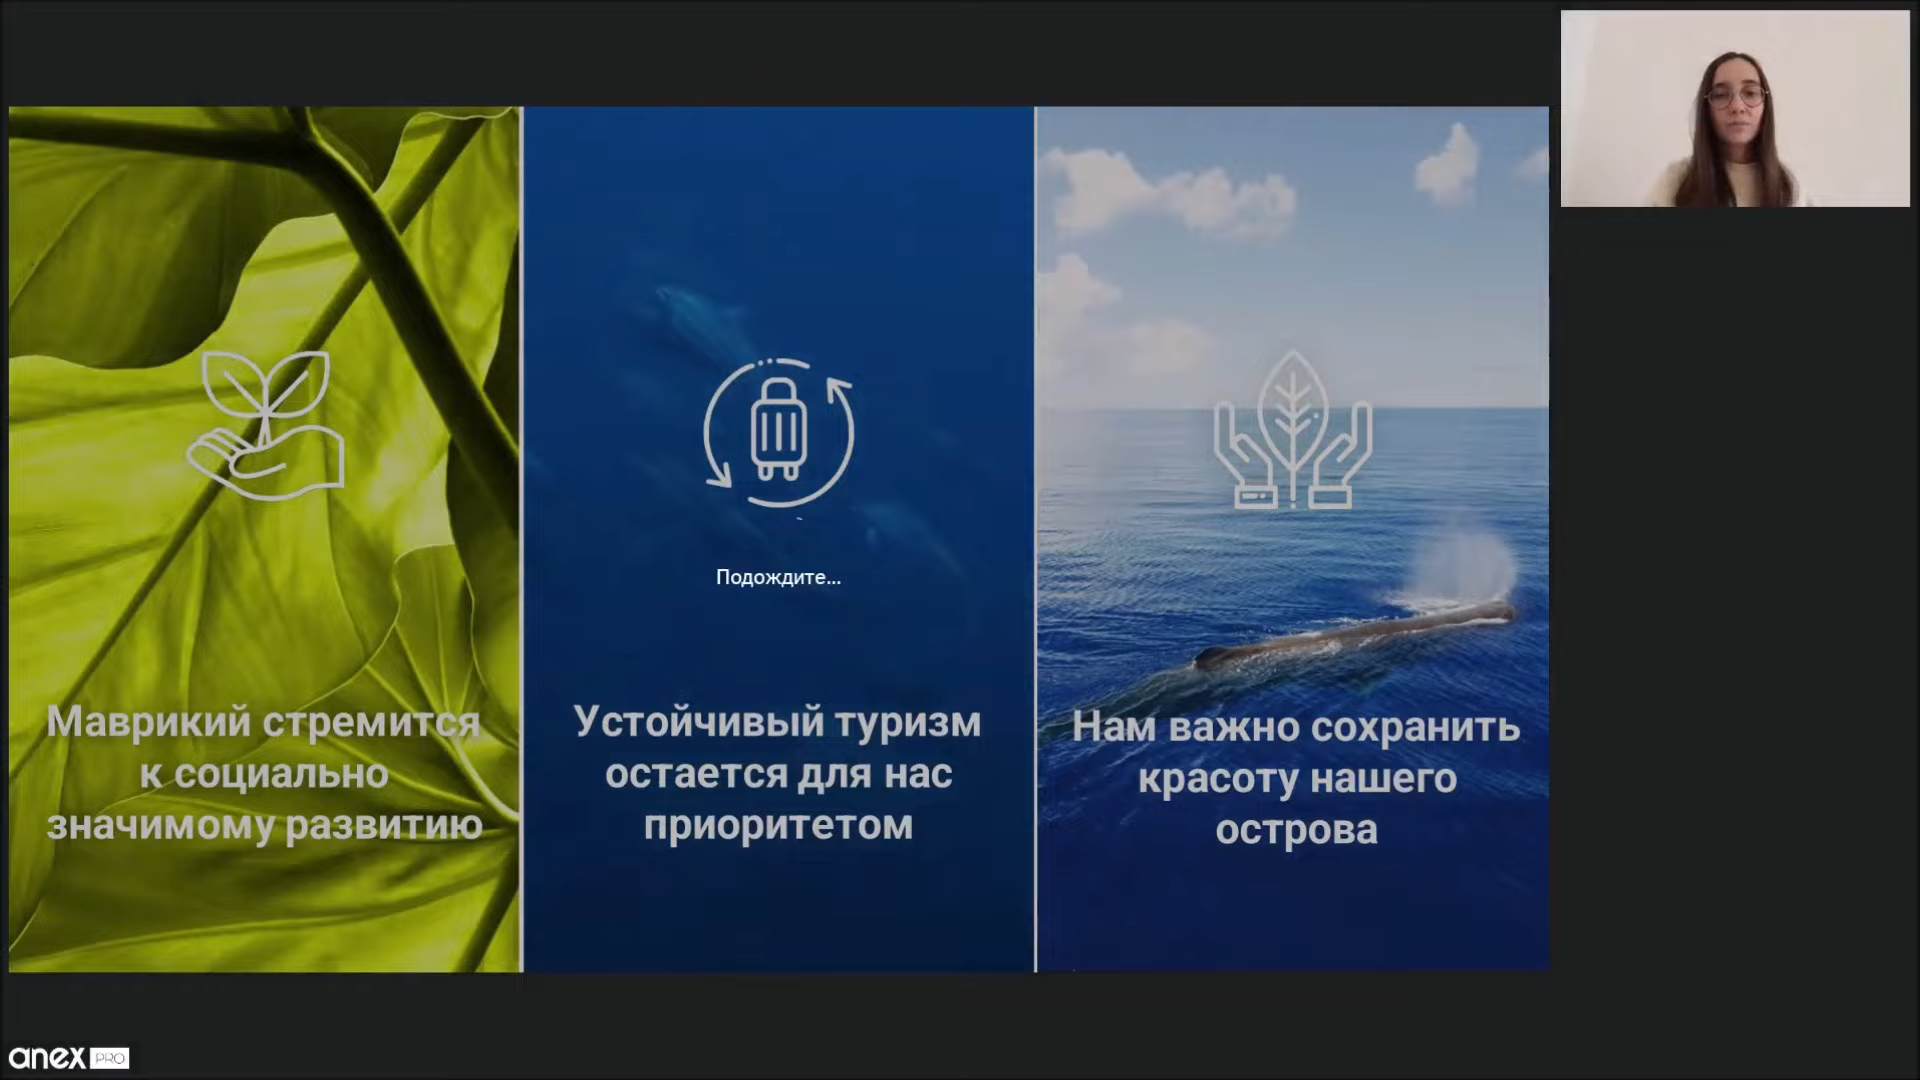 Подождите...
Маврикий стремится
к социально
значимому развитию
Устойчивый туризм
остается для нас
приоритетом
Нам важно сохранить
красоту нашего
острова
anex PRO